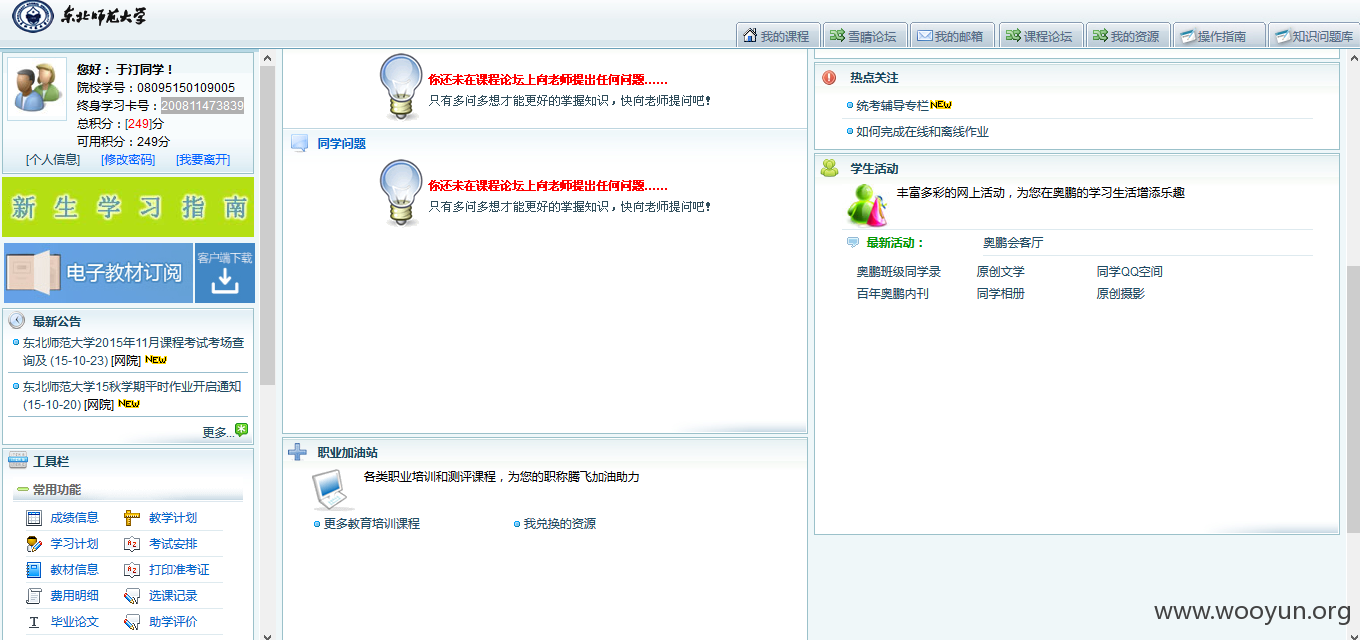 东北师范大学
我的课程
雪晴论坛
我的邮箱
课程论坛
我的资源
操作指南
知识问题库
您好： 于汀同学！
院校学号：08095150109005
终身学习卡号：200811473839
总积分：[249]分
可用积分：249分
[个人信息] [修改密码] [我要离开]
新生学习指南
电子教材订阅
客户端下载
最新公告
东北师范大学2015年11月课程考试考场查
询及 (15-10-23) [网院] NEW
东北师范大学15秋学期平时作业开启通知
(15-10-20) [网院] NEW
更多...
工具栏
常用功能
成绩信息 教学计划
学习计划 考试安排
教材信息 打印准考证
费用明细 选课记录
毕业论文 助学评价
你还未在课程论坛上向老师提出任何问题......
只有多问多想才能更好的掌握知识，快向老师提问吧！
同学问题
你还未在课程论坛上向老师提出任何问题......
只有多问多想才能更好的掌握知识，快向老师提问吧！
职业加油站
各类职业培训和测评课程，为您的职称腾飞加油助力
更多教育培训课程 我兑换的资源
热点关注
统考辅导专栏NEW
如何完成在线和离线作业
学生活动
丰富多彩的网上活动，为您在奥鹏的学习生活增添乐趣
最新活动： 奥鹏会客厅
奥鹏班级同学录 原创文学 同学QQ空间
百年奥鹏内刊 同学相册 原创摄影
www.wooyun.org